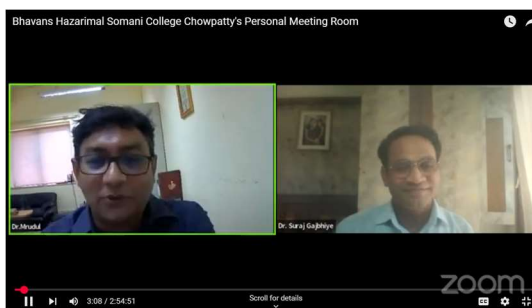 Bhavans Hazarimal Somani College Chowpatty's Personal Meeting Room
Dr.Mrudul
Dr. Suraj Gajbhiye
zoom
3:08 / 2:54:51
Scroll for details
CC